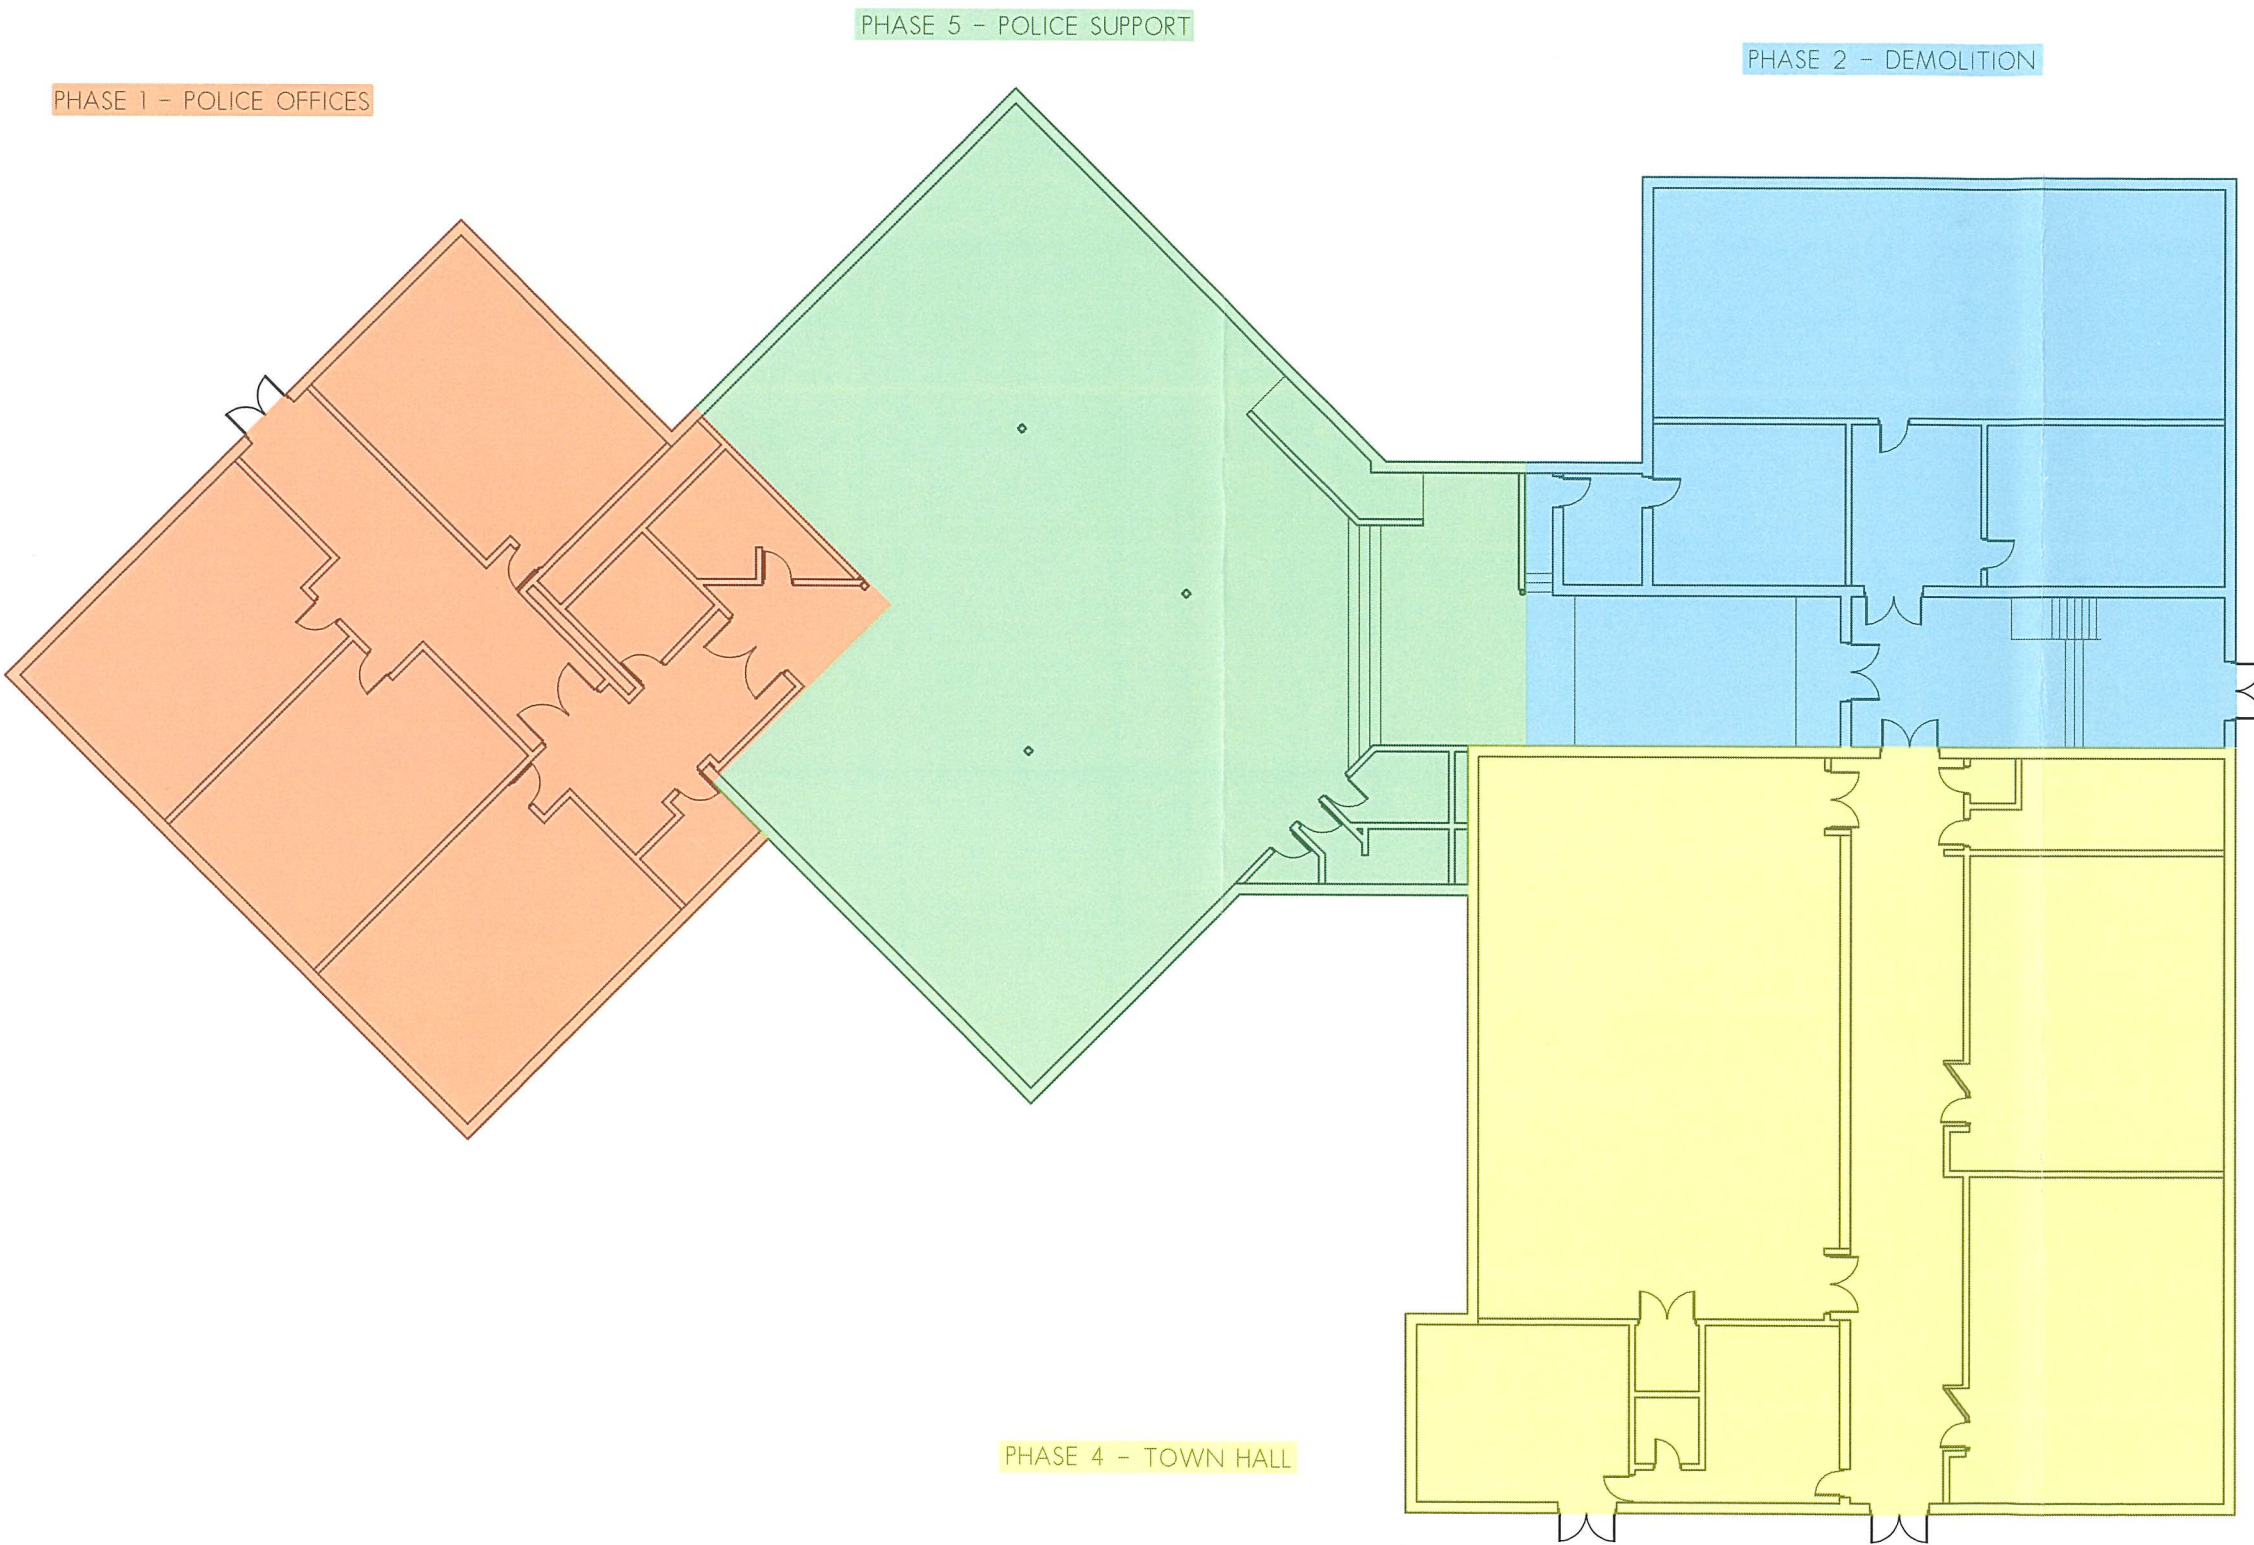 PHASE 5 – POLICE SUPPORT
PHASE 2 – DEMOLITION
PHASE 1 – POLICE OFFICES
PHASE 4 – TOWN HALL